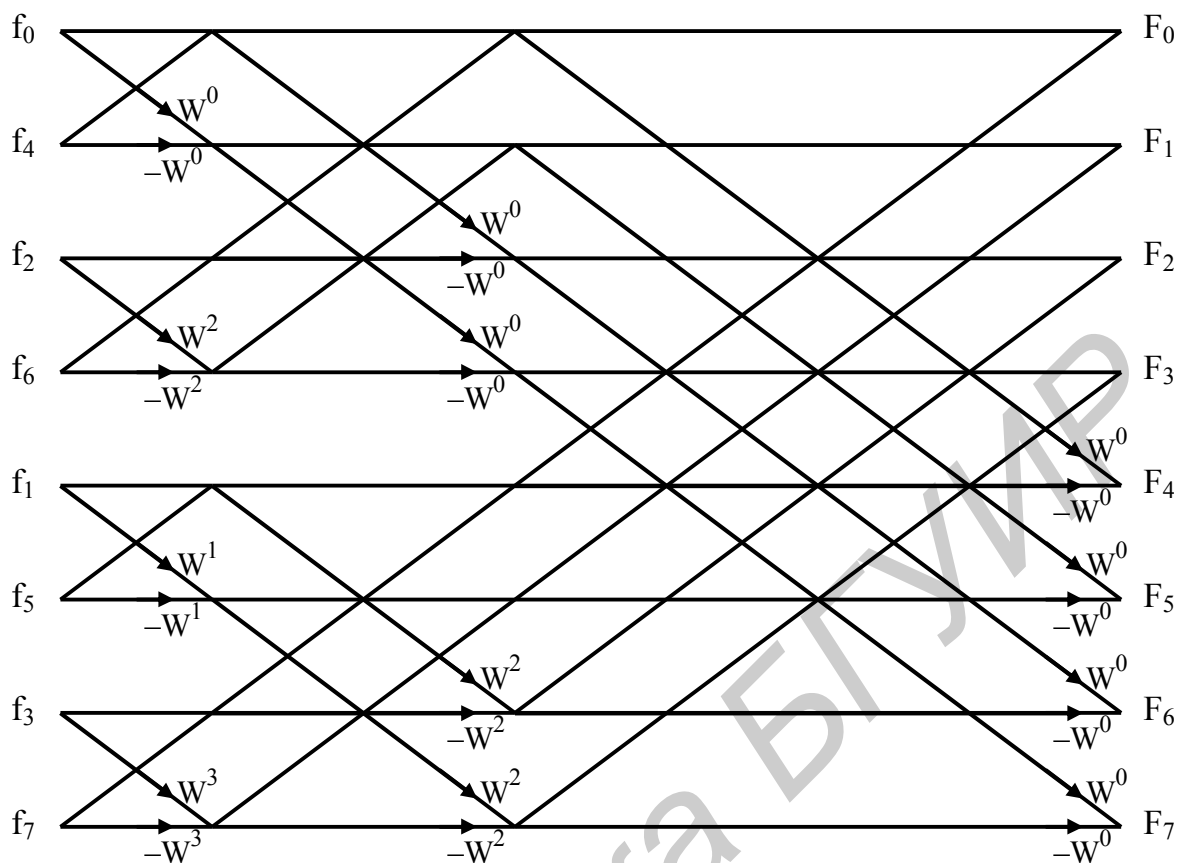 f₀ F₀
W⁰
f₄ –W⁰ F₁
W⁰
f₂ –W⁰ F₂
W² W⁰
f₆ –W² –W⁰ F₃
W⁰
f₁ –W⁰ F₄
W¹ W⁰
f₅ –W¹ –W⁰ F₅
W² W⁰
f₃ –W² –W⁰ F₆
W³ W² W⁰
f₇ –W³ –W² –W⁰ F₇
БГУИР